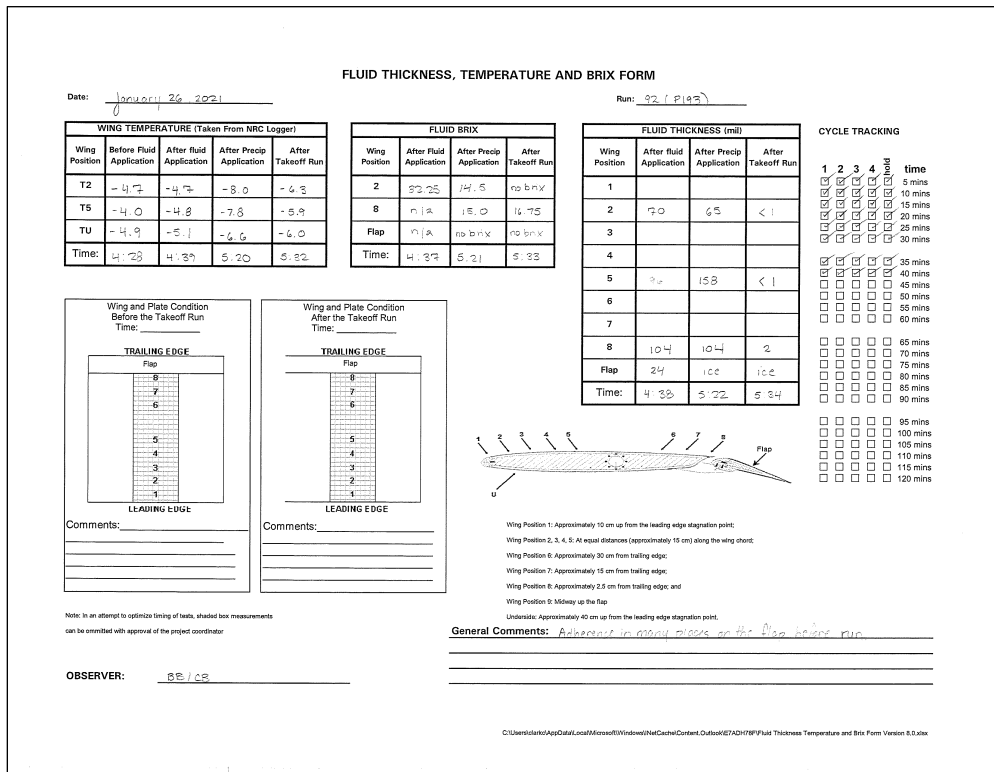 FLUID THICKNESS, TEMPERATURE AND BRIX FORM
Date: January 26, 2021
Run: 92 (P193)
WING TEMPERATURE (Taken From NRC Logger)
Wing Position Before Fluid Application After fluid Application After Precip Application After Takeoff Run
T2 -4.7 -4.7 -8.0 -6.3
T5 -4.0 -4.8 -7.8 -5.9
TU -4.9 -5.1 -6.6 -6.0
Time: 4:28 4:39 5:20 5:32
FLUID BRIX
Wing Position After Fluid Application After Precip Application After Takeoff Run
2 32.25 14.5 no brix
8 n/a 15.0 16.75
Flap n/a no brix no brix
Time: 4:37 5:21 5:33
FLUID THICKNESS (mil)
Wing Position After fluid Application After Precip Application After Takeoff Run
1
2 70 65 <1
3
4
5 158 <1
6
7
8 104 104 2
Flap 24 ice ice
Time: 4:38 5:22 5:34
CYCLE TRACKING
1 2 3 4 hold time
5 mins
10 mins
15 mins
20 mins
25 mins
30 mins
35 mins
40 mins
45 mins
50 mins
55 mins
60 mins
65 mins
70 mins
75 mins
80 mins
85 mins
90 mins
95 mins
100 mins
105 mins
110 mins
115 mins
120 mins
Wing and Plate Condition
Before the Takeoff Run
Time:
TRAILING EDGE
Flap
8
7
6
5
4
3
2
1
LEADING EDGE
Comments:
Wing and Plate Condition
After the Takeoff Run
Time:
TRAILING EDGE
Flap
8
7
6
5
4
3
2
1
LEADING EDGE
Comments:
1 2 3 4 5 6 7 8 Flap
U
Wing Position 1: Approximately 10 cm up from the leading edge stagnation point;
Wing Position 2, 3, 4, 5: At equal distances (approximately 15 cm) along the wing chord;
Wing Position 6: Approximately 30 cm from trailing edge;
Wing Position 7: Approximately 15 cm from trailing edge;
Wing Position 8: Approximately 2.5 cm from trailing edge; and
Wing Position 9: Midway up the flap
Underside: Approximately 40 cm up from the leading edge stagnation point.
Note: In an attempt to optimize timing of tests, shaded box measurements
can be ommitted with approval of the project coordinator
General Comments: Adherence in many places on the flap before run
OBSERVER: BB/CB
C:\Users\clarkc\AppData\Local\Microsoft\Windows\INetCache\Content.Outlook\E7ADH76F\Fluid Thickness Temperature and Brix Form Version 8.0.xlsx